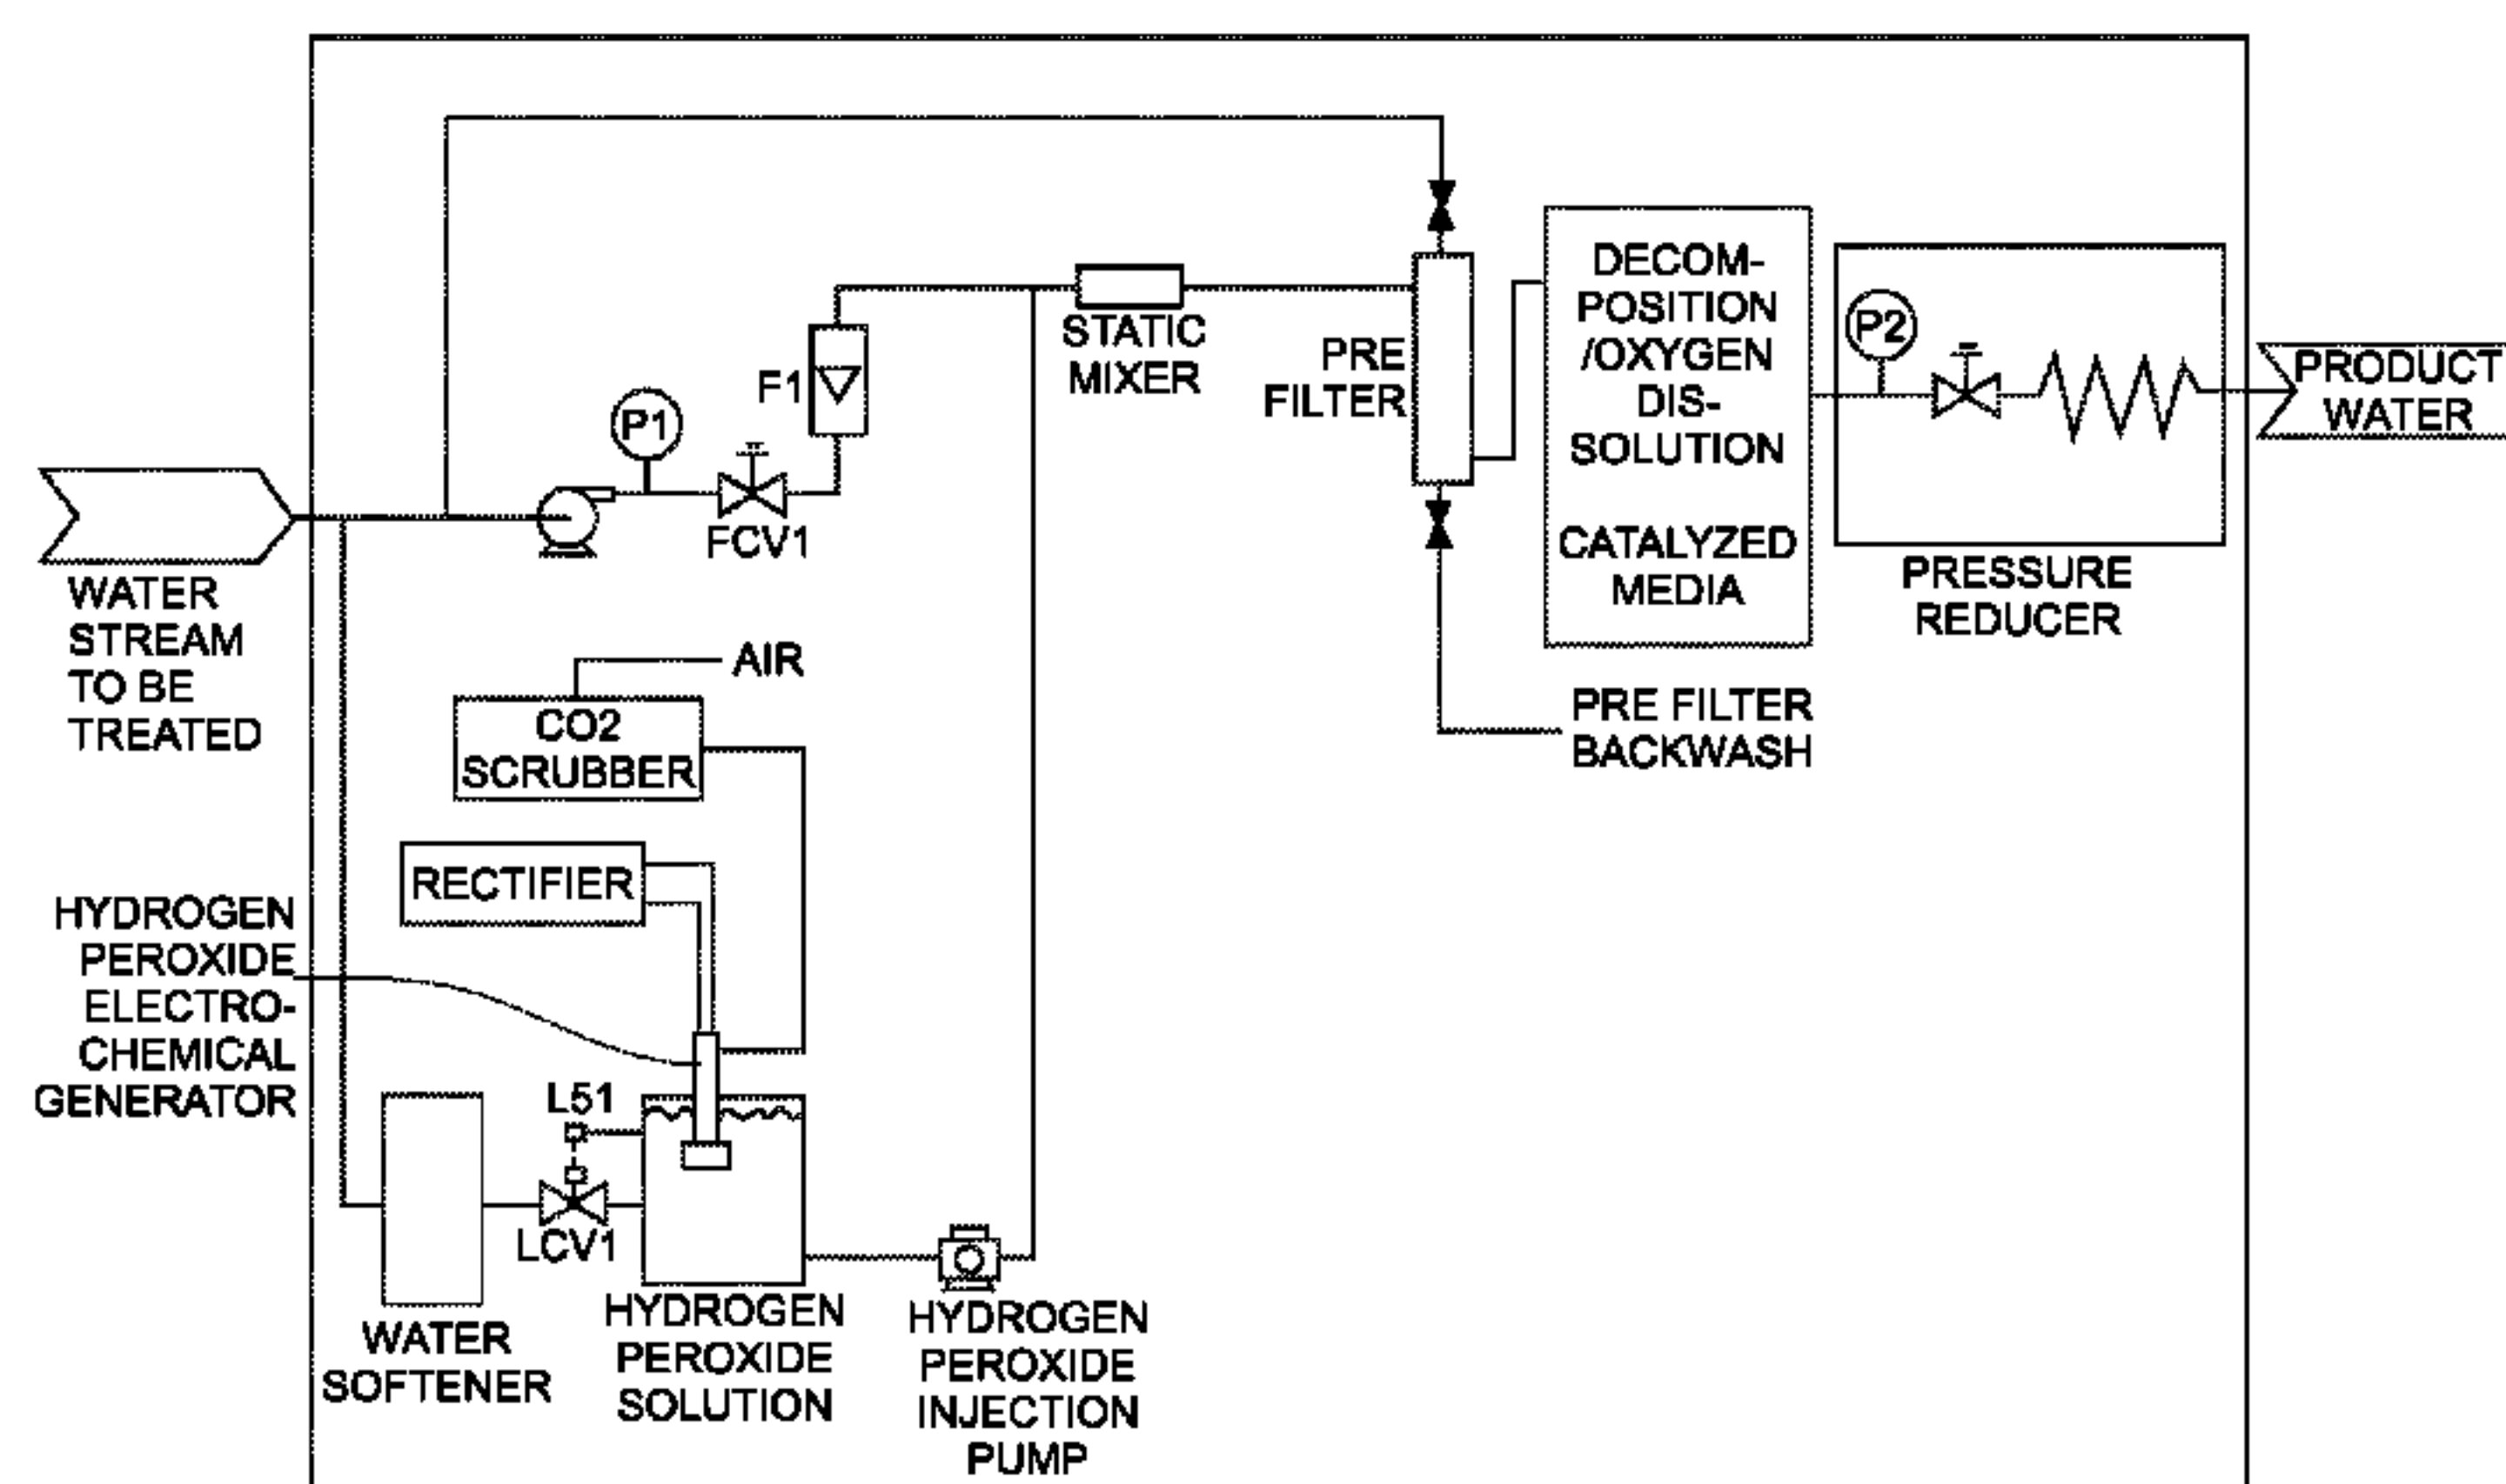 DECOM-
POSITION
/OXYGEN
DIS-
SOLUTION
CATALYZED
MEDIA
P2
PRODUCT
WATER
STATIC
MIXER
PRE
FILTER
F1
P1
FCV1
WATER
STREAM
TO BE
TREATED
PRESSURE
REDUCER
AIR
CO2
SCRUBBER
PRE FILTER
BACKWASH
RECTIFIER
HYDROGEN
PEROXIDE
ELECTRO-
CHEMICAL
GENERATOR
L51
LCV1
WATER
SOFTENER
HYDROGEN
PEROXIDE
SOLUTION
HYDROGEN
PEROXIDE
INJECTION
PUMP